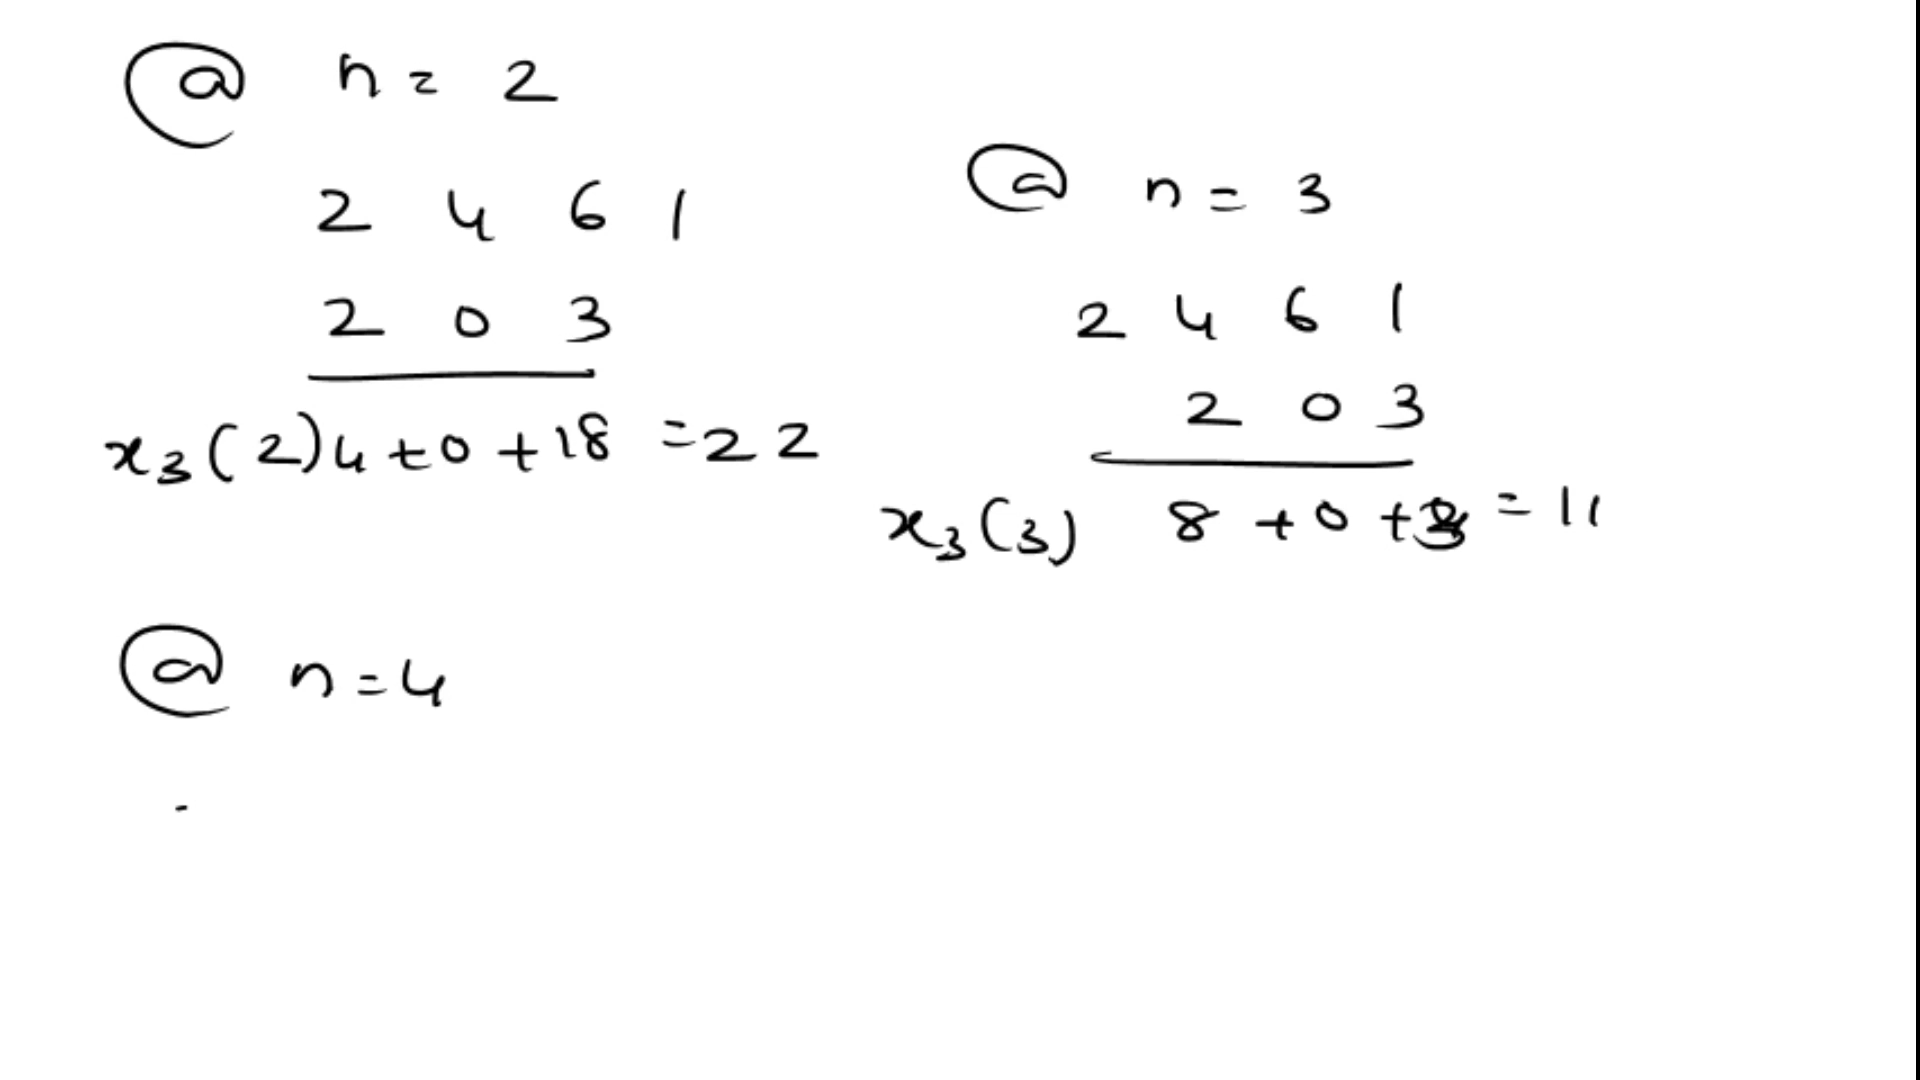 @ n = 2
2 4 6 1
2 0 3
x₃(2) 4 + 0 + 18 = 22
@ n = 3
2 4 6 1
2 0 3
x₃(3) 8 + 0 + 3 = 11
@ n = 4